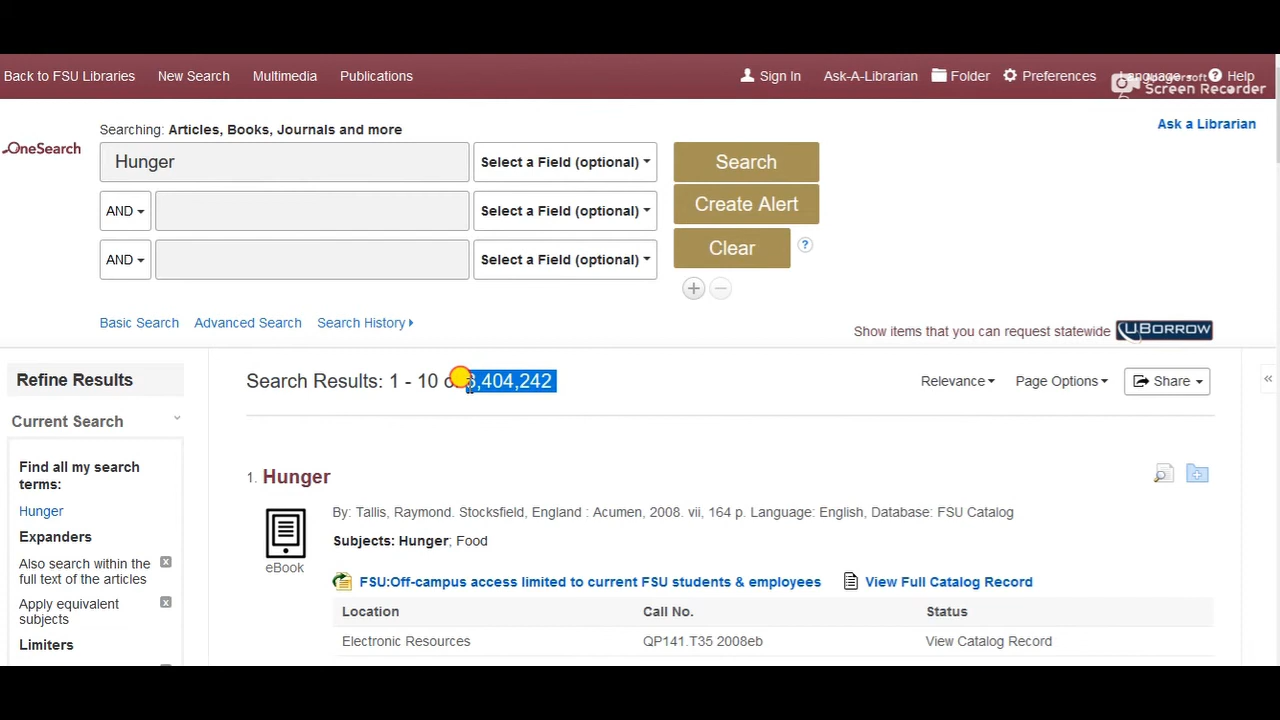 Back to FSU Libraries New Search Multimedia Publications Sign In Ask-A-Librarian Folder Preferences Language Help
Screen Recorder
Ask a Librarian
Searching: Articles, Books, Journals and more
OneSearch
Hunger Select a Field (optional) Search
AND Select a Field (optional) Create Alert
AND Select a Field (optional) Clear ?
Basic Search Advanced Search Search History
Show items that you can request statewide UBORROW
Refine Results
Search Results: 1 - 10 ,404,242 Relevance Page Options Share «
Current Search
Find all my search
terms:
Hunger
Expanders
Also search within the x
full text of the articles
Apply equivalent x
subjects
Limiters
1. Hunger
By: Tallis, Raymond. Stocksfield, England : Acumen, 2008. vii, 164 p. Language: English, Database: FSU Catalog
Subjects: Hunger; Food
eBook
FSU:Off-campus access limited to current FSU students & employees View Full Catalog Record
Location Call No. Status
Electronic Resources QP141.T35 2008eb View Catalog Record